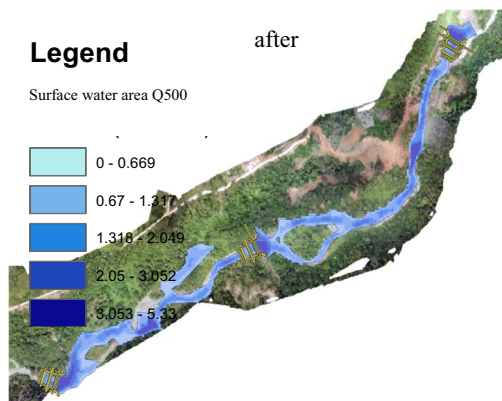 Legend
after
Surface water area Q500
0 - 0.669
0.67 - 1.317
1.318 - 2.049
2.05 - 3.052
3.053 - 5.33